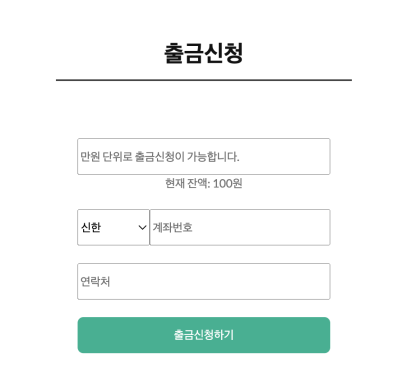 출금신청
만원 단위로 출금신청이 가능합니다.
현재 잔액: 100원
신한 계좌번호
연락처
출금신청하기